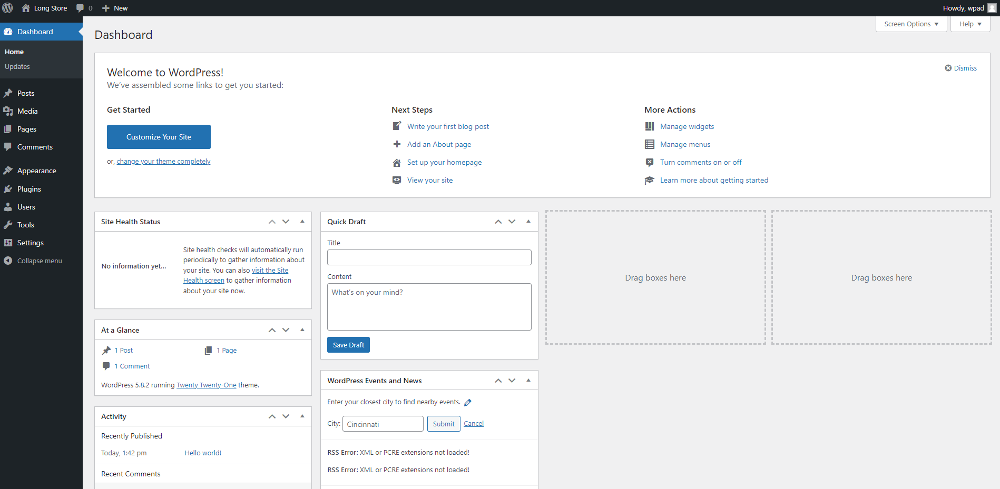 Long Store
0
New
Howdy, wpad
Dashboard
Home
Updates
Posts
Media
Pages
Comments
Appearance
Plugins
Users
Tools
Settings
Collapse menu
Screen Options
Help
Dashboard
Welcome to WordPress!
We’ve assembled some links to get you started:
Dismiss
Get Started
Customize Your Site
or, change your theme completely
Next Steps
Write your first blog post
Add an About page
Set up your homepage
View your site
More Actions
Manage widgets
Manage menus
Turn comments on or off
Learn more about getting started
Site Health Status
No information yet…
Site health checks will automatically run
periodically to gather information about
your site. You can also visit the Site
Health screen to gather information
about your site now.
At a Glance
1 Post
1 Page
1 Comment
WordPress 5.8.2 running Twenty Twenty-One theme.
Activity
Recently Published
Today, 1:42 pm
Hello world!
Recent Comments
Quick Draft
Title
Content
What’s on your mind?
Save Draft
WordPress Events and News
Enter your closest city to find nearby events.
City: Cincinnati Submit Cancel
RSS Error: XML or PCRE extensions not loaded!
RSS Error: XML or PCRE extensions not loaded!
Drag boxes here
Drag boxes here